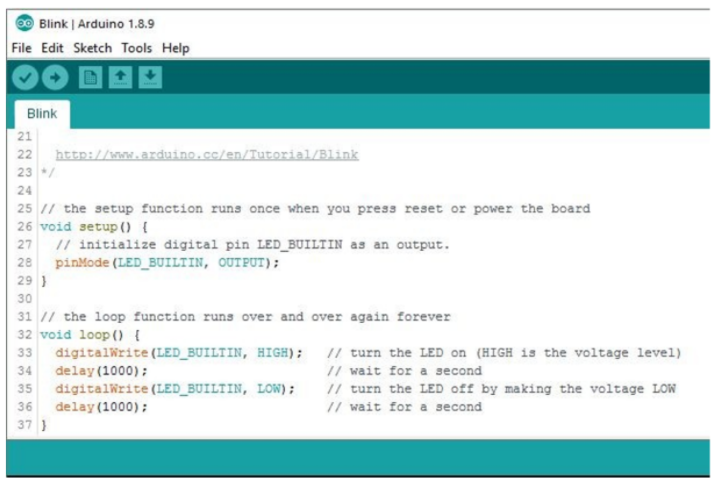 Blink | Arduino 1.8.9
File Edit Sketch Tools Help
Blink
21
22   http://www.arduino.cc/en/Tutorial/Blink
23 */
24
25 // the setup function runs once when you press reset or power the board
26 void setup() {
27   // initialize digital pin LED_BUILTIN as an output.
28   pinMode(LED_BUILTIN, OUTPUT);
29 }
30
31 // the loop function runs over and over again forever
32 void loop() {
33   digitalWrite(LED_BUILTIN, HIGH);   // turn the LED on (HIGH is the voltage level)
34   delay(1000);                       // wait for a second
35   digitalWrite(LED_BUILTIN, LOW);    // turn the LED off by making the voltage LOW
36   delay(1000);                       // wait for a second
37 }